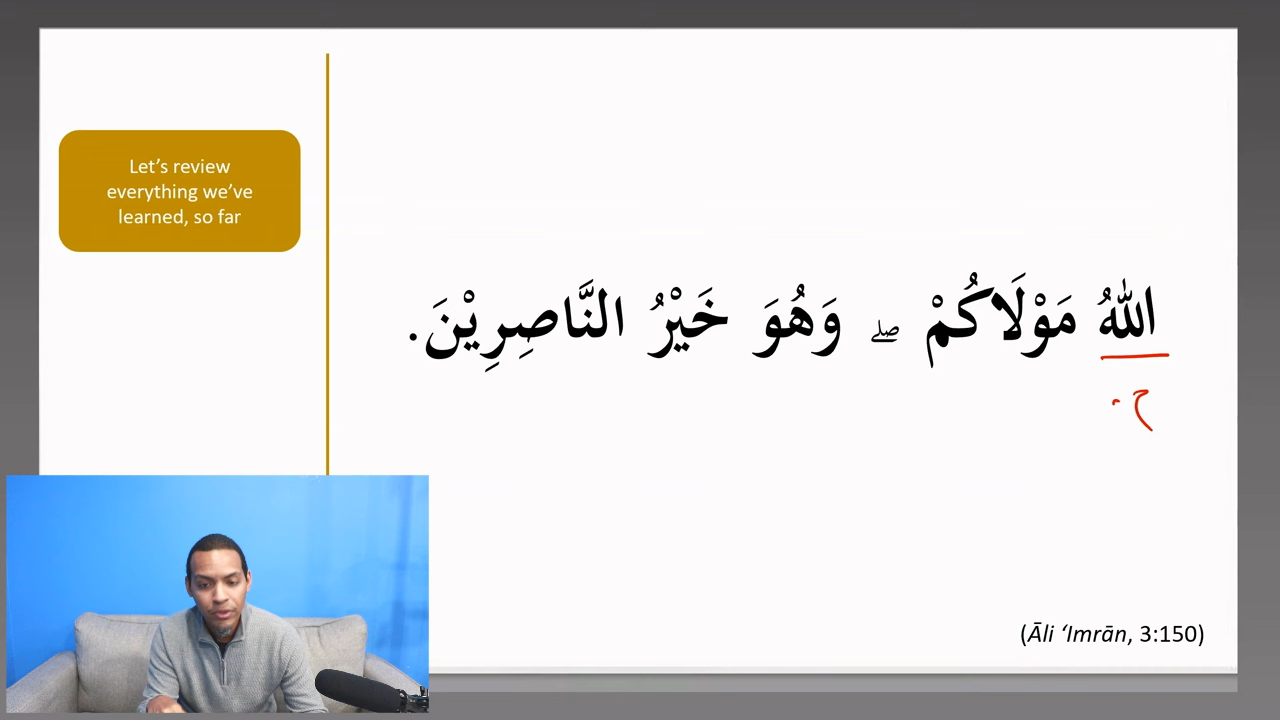 Let’s review
everything we’ve
learned, so far
اللهُ مَوْلَاكُمْ ۖ وَهُوَ خَيْرُ النَّاصِرِيْنَ.
(Āli ‘Imrān, 3:150)